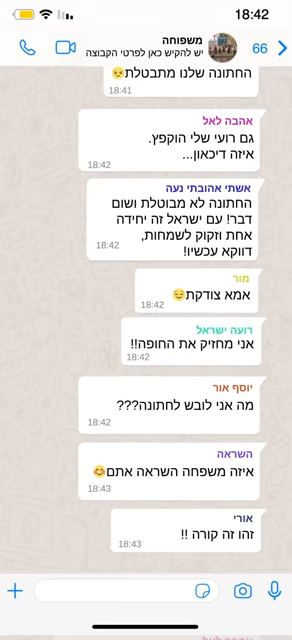 18:42
66
משפוחה
יש להקיש כאן לפרטי הקבוצה
החתונה שלנו מתבטלת😣
18:41
אהבה לאל
גם רועי שלי הוקפץ.
איזה דיכאון...
18:42
אשתי אהובתי נעה
החתונה לא מבוטלת ושום
דבר! עם ישראל זה יחידה
אחת וזקוק לשמחות,
דווקא עכשיו!
18:42
מור
אמא צודקת😌
18:42
רועה ישראל
אני מחזיק את החופה!!
18:42
יוסף אור
מה אני לובש לחתונה???
18:42
השראה
איזה משפחה השראה אתם😊
18:43
אורי
זהו זה קורה !!
18:43